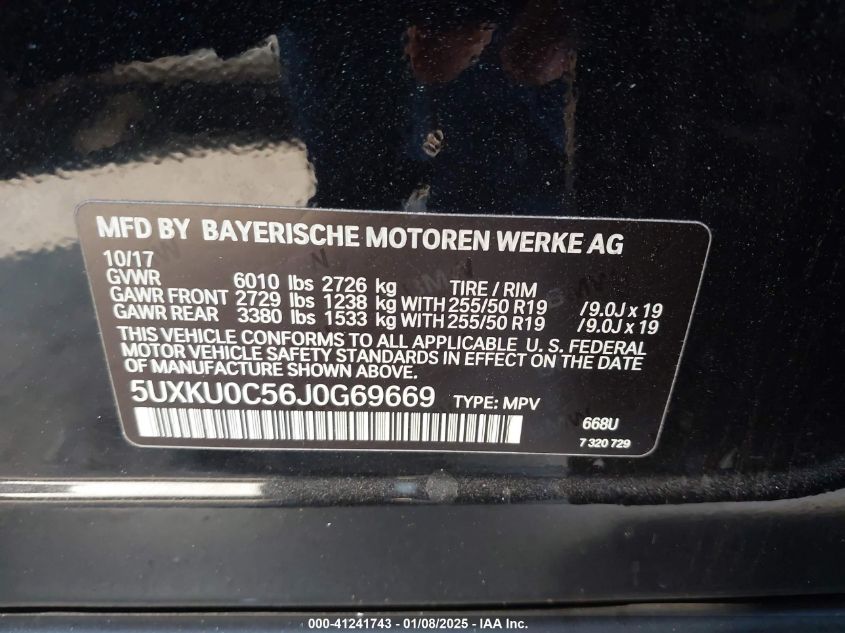 MFD BY BAYERISCHE MOTOREN WERKE AG
10/17
GVWR 6010 lbs 2726 kg TIRE / RIM
GAWR FRONT 2729 lbs 1238 kg WITH 255/50 R19 /9.0J x 19
GAWR REAR 3380 lbs 1533 kg WITH 255/50 R19 /9.0J x 19
THIS VEHICLE CONFORMS TO ALL APPLICABLE U. S. FEDERAL
MOTOR VEHICLE SAFETY STANDARDS IN EFFECT ON THE DATE
OF MANUFACTURE SHOWN ABOVE.
5UXKU0C56J0G69669 TYPE: MPV
668U
7 320 729
000-41241743 - 01/08/2025 - IAA Inc.